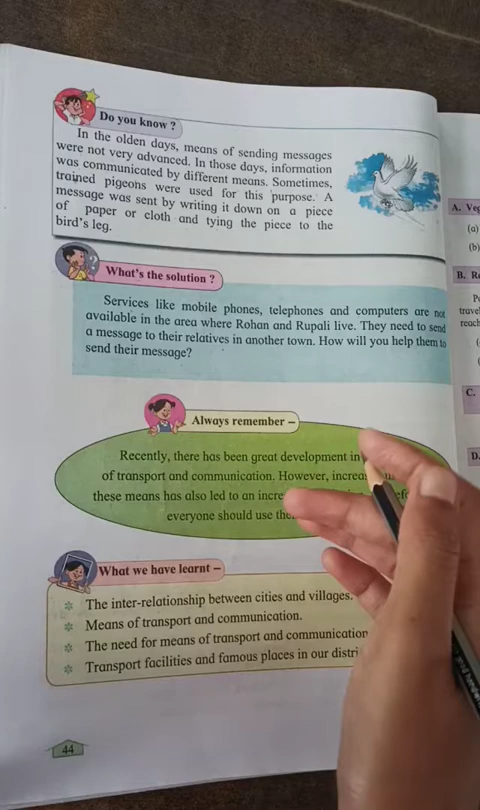 Do you know ?
In the olden days, means of sending messages
were not very advanced. In those days, information
was communicated by different means. Sometimes,
trained pigeons were used for this purpose. A
message was sent by writing it down on a piece
of paper or cloth and tying the piece to the
bird's leg.
What's the solution ?
Services like mobile phones, telephones and computers are not
available in the area where Rohan and Rupali live. They need to send
a message to their relatives in another town. How will you help them to
send their message?
Always remember –
Recently, there has been great development in
of transport and communication. However,
these means has also led to an
everyone should use
What we have learnt –
The inter-relationship between cities and villages.
Means of transport and communication.
The need for means of transport and communication
Transport facilities and famous places in our
44
A.
(a)
(b)
B.
C.
D.